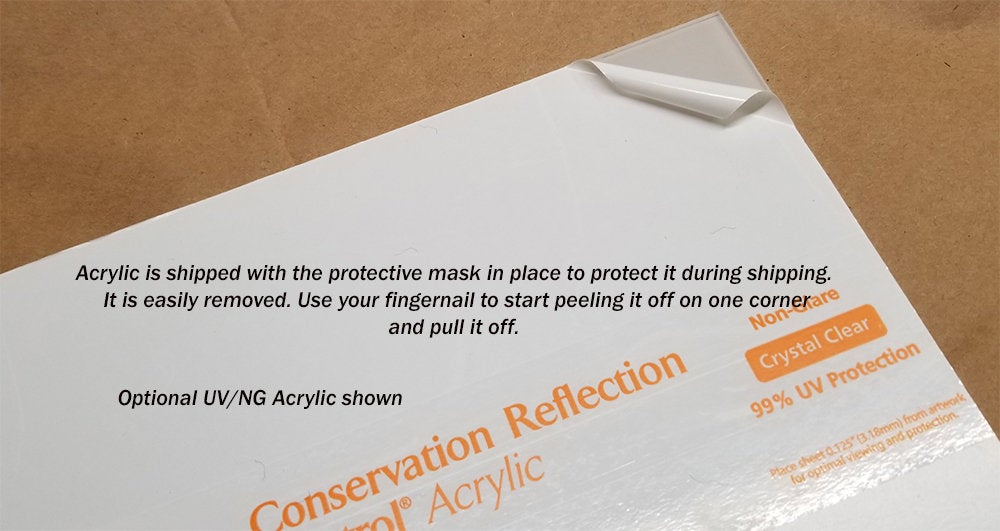 Acrylic is shipped with the protective mask in place to protect it during shipping.
It is easily removed. Use your fingernail to start peeling it off on one corner
and pull it off.
Optional UV/NG Acrylic shown
Non-Glare
Crystal Clear
99% UV Protection
Place sheet 0.125" (3.18mm) from artwork
for optimal viewing and protection.
Conservation Reflection
® Acrylic